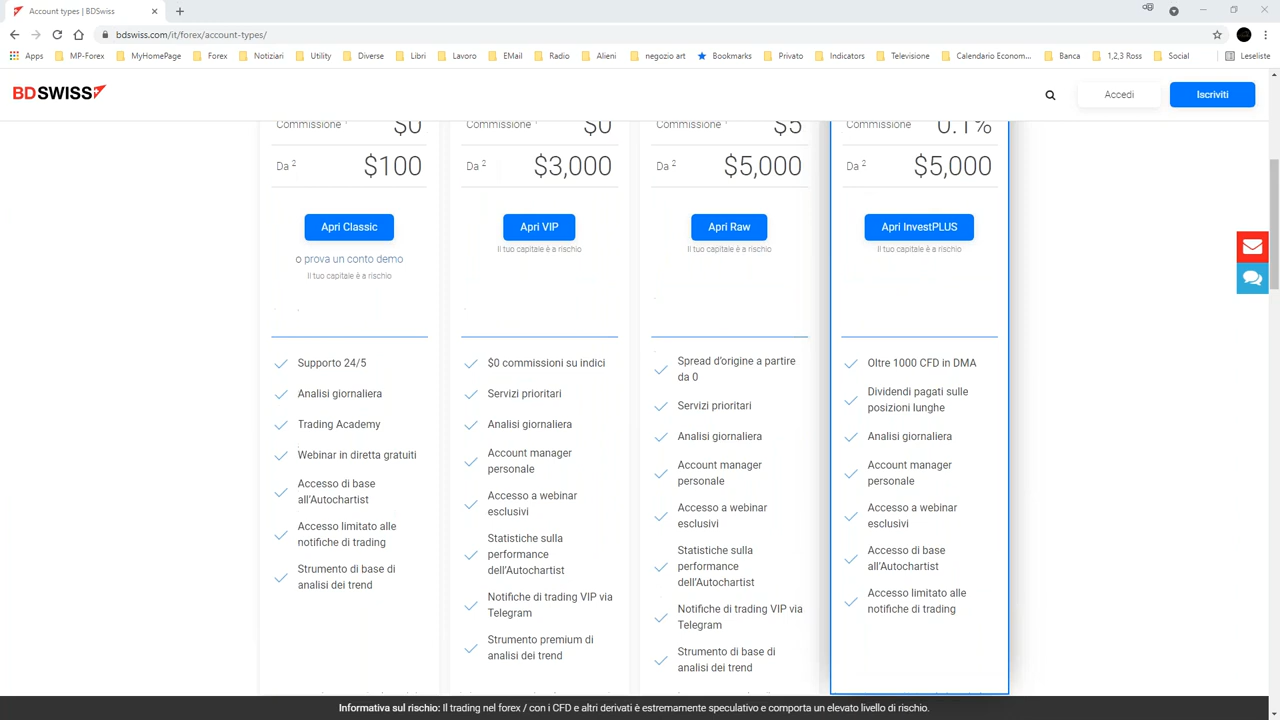 Account types | BDSwiss
bdswiss.com/it/forex/account-types/
Apps MP-Forex MyHomePage Forex Notiziari Utility Diverse Libri Lavoro EMail Radio Alieni negozio art Bookmarks Privato Indicators Televisione Calendario Econom... Banca 1,2,3 Ross Social Leseliste
BDSWISS
Accedi
Iscriviti
Commissione ¹ $0
Da ² $100
Apri Classic
o prova un conto demo
Il tuo capitale è a rischio
Supporto 24/5
Analisi giornaliera
Trading Academy
Webinar in diretta gratuiti
Accesso di base
all'Autochartist
Accesso limitato alle
notifiche di trading
Strumento di base di
analisi dei trend
Commissione ¹ $0
Da ² $3,000
Apri VIP
Il tuo capitale è a rischio
$0 commissioni su indici
Servizi prioritari
Analisi giornaliera
Account manager
personale
Accesso a webinar
esclusivi
Statistiche sulla
performance
dell'Autochartist
Notifiche di trading VIP via
Telegram
Strumento premium di
analisi dei trend
Commissione ¹ $5
Da ² $5,000
Apri Raw
Il tuo capitale è a rischio
Spread d'origine a partire
da 0
Servizi prioritari
Analisi giornaliera
Account manager
personale
Accesso a webinar
esclusivi
Statistiche sulla
performance
dell'Autochartist
Notifiche di trading VIP via
Telegram
Strumento di base di
analisi dei trend
Commissione 0.1%
Da ² $5,000
Apri InvestPLUS
Il tuo capitale è a rischio
Oltre 1000 CFD in DMA
Dividendi pagati sulle
posizioni lunghe
Analisi giornaliera
Account manager
personale
Accesso a webinar
esclusivi
Accesso di base
all'Autochartist
Accesso limitato alle
notifiche di trading
Informativa sul rischio: Il trading nel forex / con i CFD e altri derivati è estremamente speculativo e comporta un elevato livello di rischio.